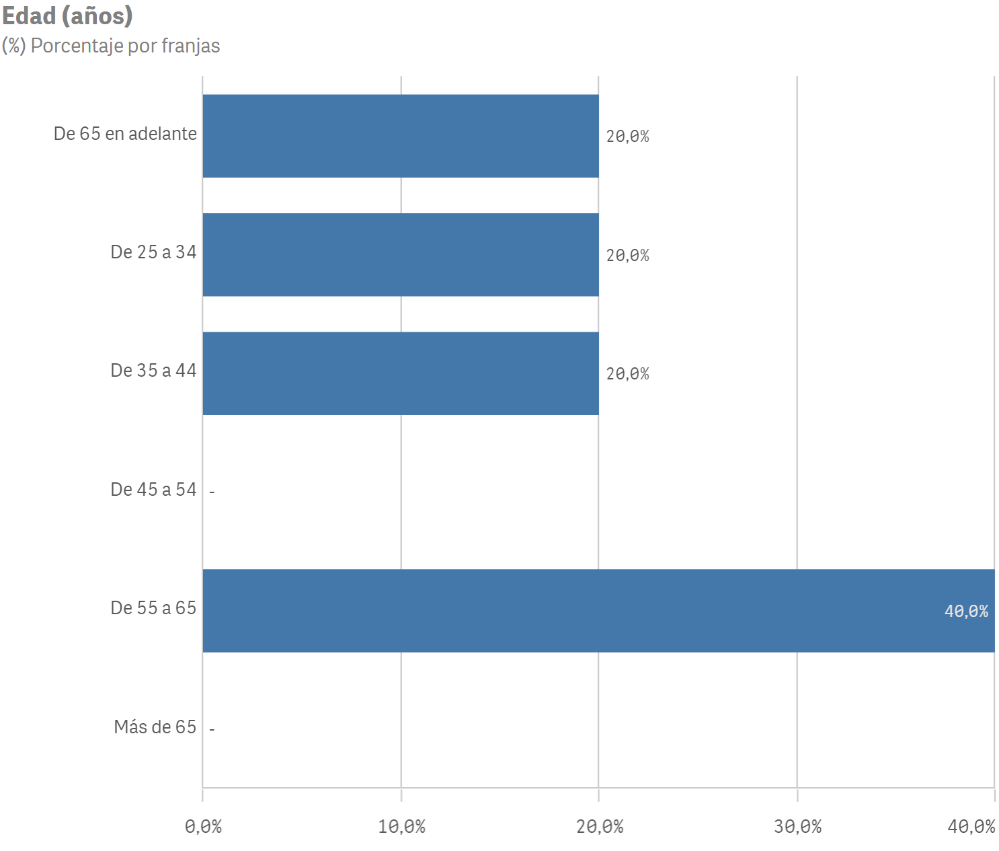 Edad (años)
(%) Porcentaje por franjas
De 65 en adelante
20,0%
De 25 a 34
20,0%
De 35 a 44
20,0%
De 45 a 54
-
De 55 a 65
40,0%
Más de 65
-
0,0%
10,0%
20,0%
30,0%
40,0%